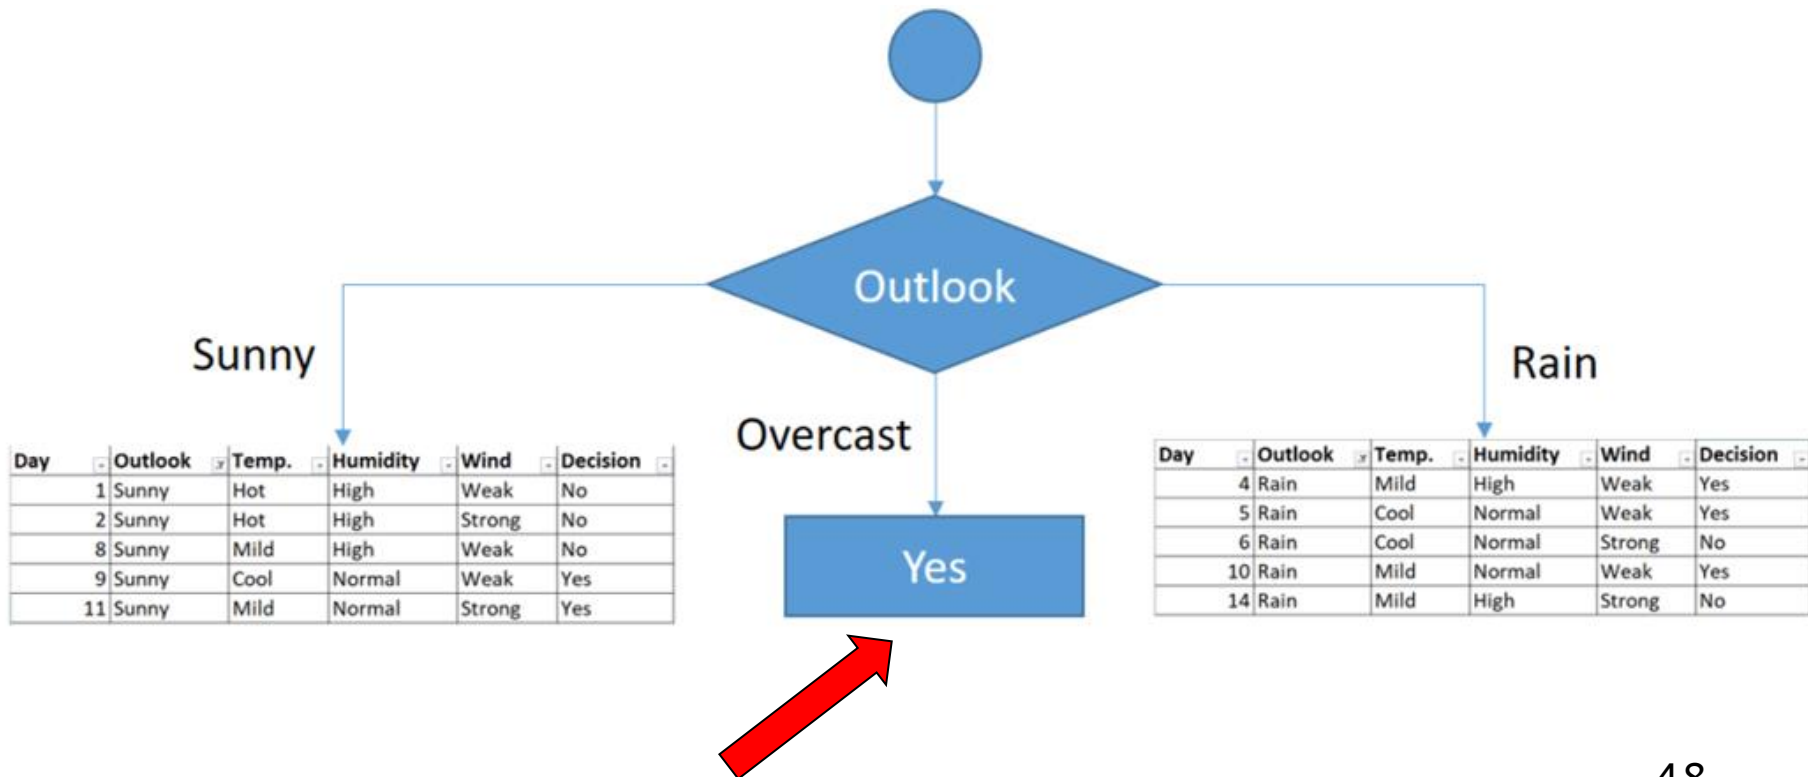 Outlook
Sunny
Rain
Overcast
Yes
Day Outlook Temp. Humidity Wind Decision
1 Sunny Hot High Weak No
2 Sunny Hot High Strong No
8 Sunny Mild High Weak No
9 Sunny Cool Normal Weak Yes
11 Sunny Mild Normal Strong Yes
Day Outlook Temp. Humidity Wind Decision
4 Rain Mild High Weak Yes
5 Rain Cool Normal Weak Yes
6 Rain Cool Normal Strong No
10 Rain Mild Normal Weak Yes
14 Rain Mild High Strong No
48